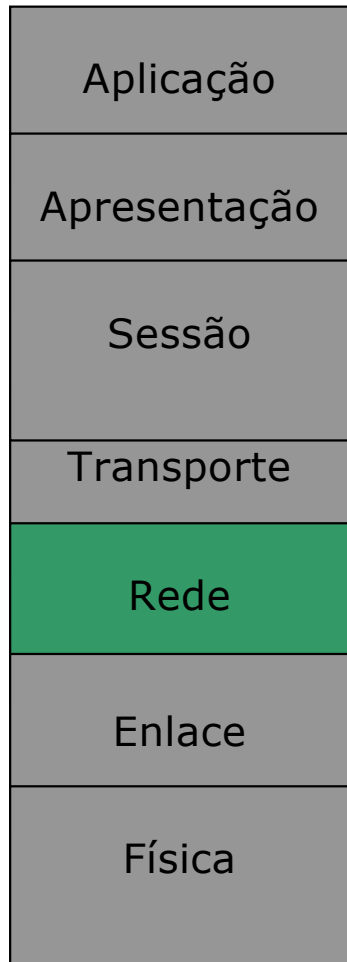 Aplicação
Apresentação
Sessão
Transporte
Rede
Enlace
Física